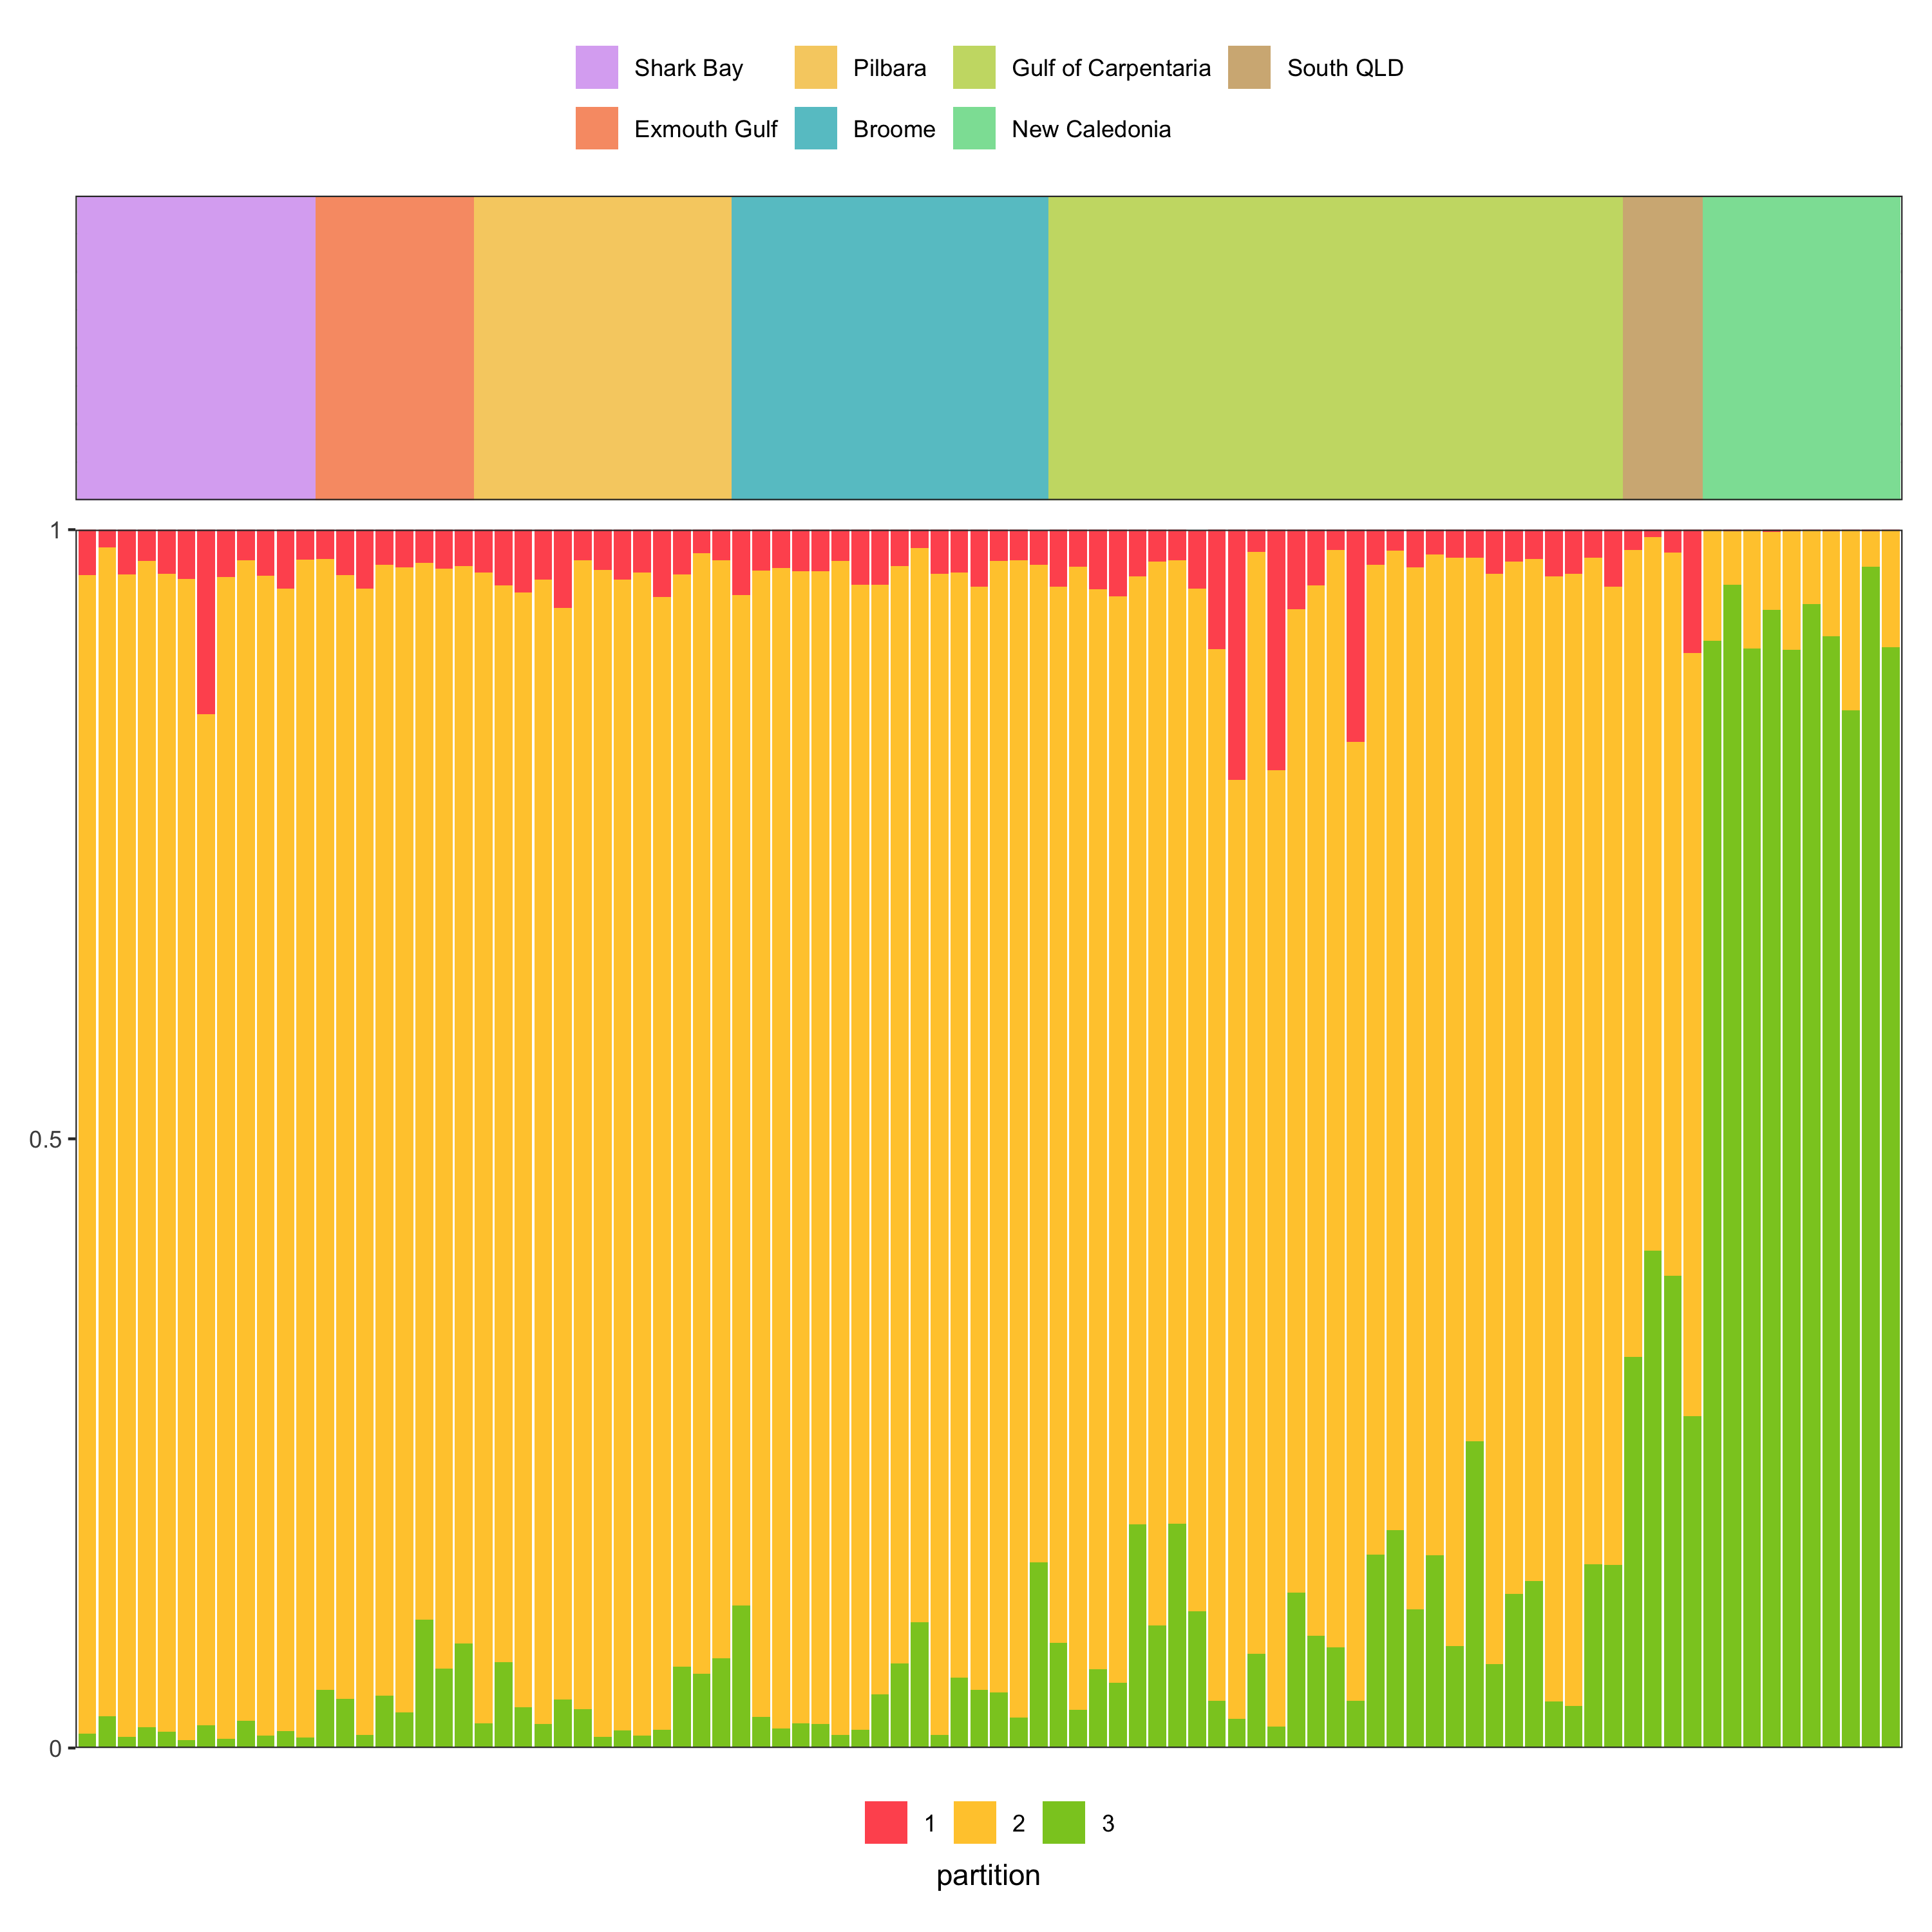 Shark Bay Pilbara Gulf of Carpentaria South QLD
Exmouth Gulf Broome New Caledonia
1
0.5
0
1 2 3
partition